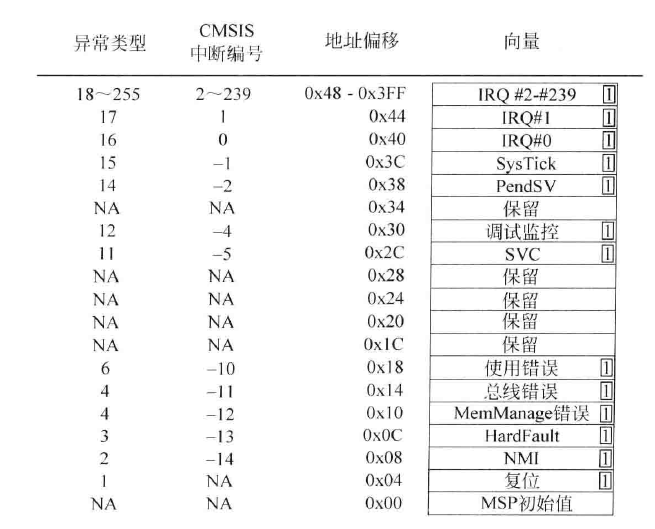 异常类型 CMSIS 中断编号 地址偏移 向量
18～255 2～239 0x48 - 0x3FF IRQ #2-#239 1
17 1 0x44 IRQ#1 1
16 0 0x40 IRQ#0 1
15 –1 0x3C SysTick 1
14 –2 0x38 PendSV 1
NA NA 0x34 保留
12 –4 0x30 调试监控 1
11 –5 0x2C SVC 1
NA NA 0x28 保留
NA NA 0x24 保留
NA NA 0x20 保留
NA NA 0x1C 保留
6 –10 0x18 使用错误 1
4 –11 0x14 总线错误 1
4 –12 0x10 MemManage错误 1
3 –13 0x0C HardFault 1
2 –14 0x08 NMI 1
1 NA 0x04 复位 1
NA NA 0x00 MSP初始值